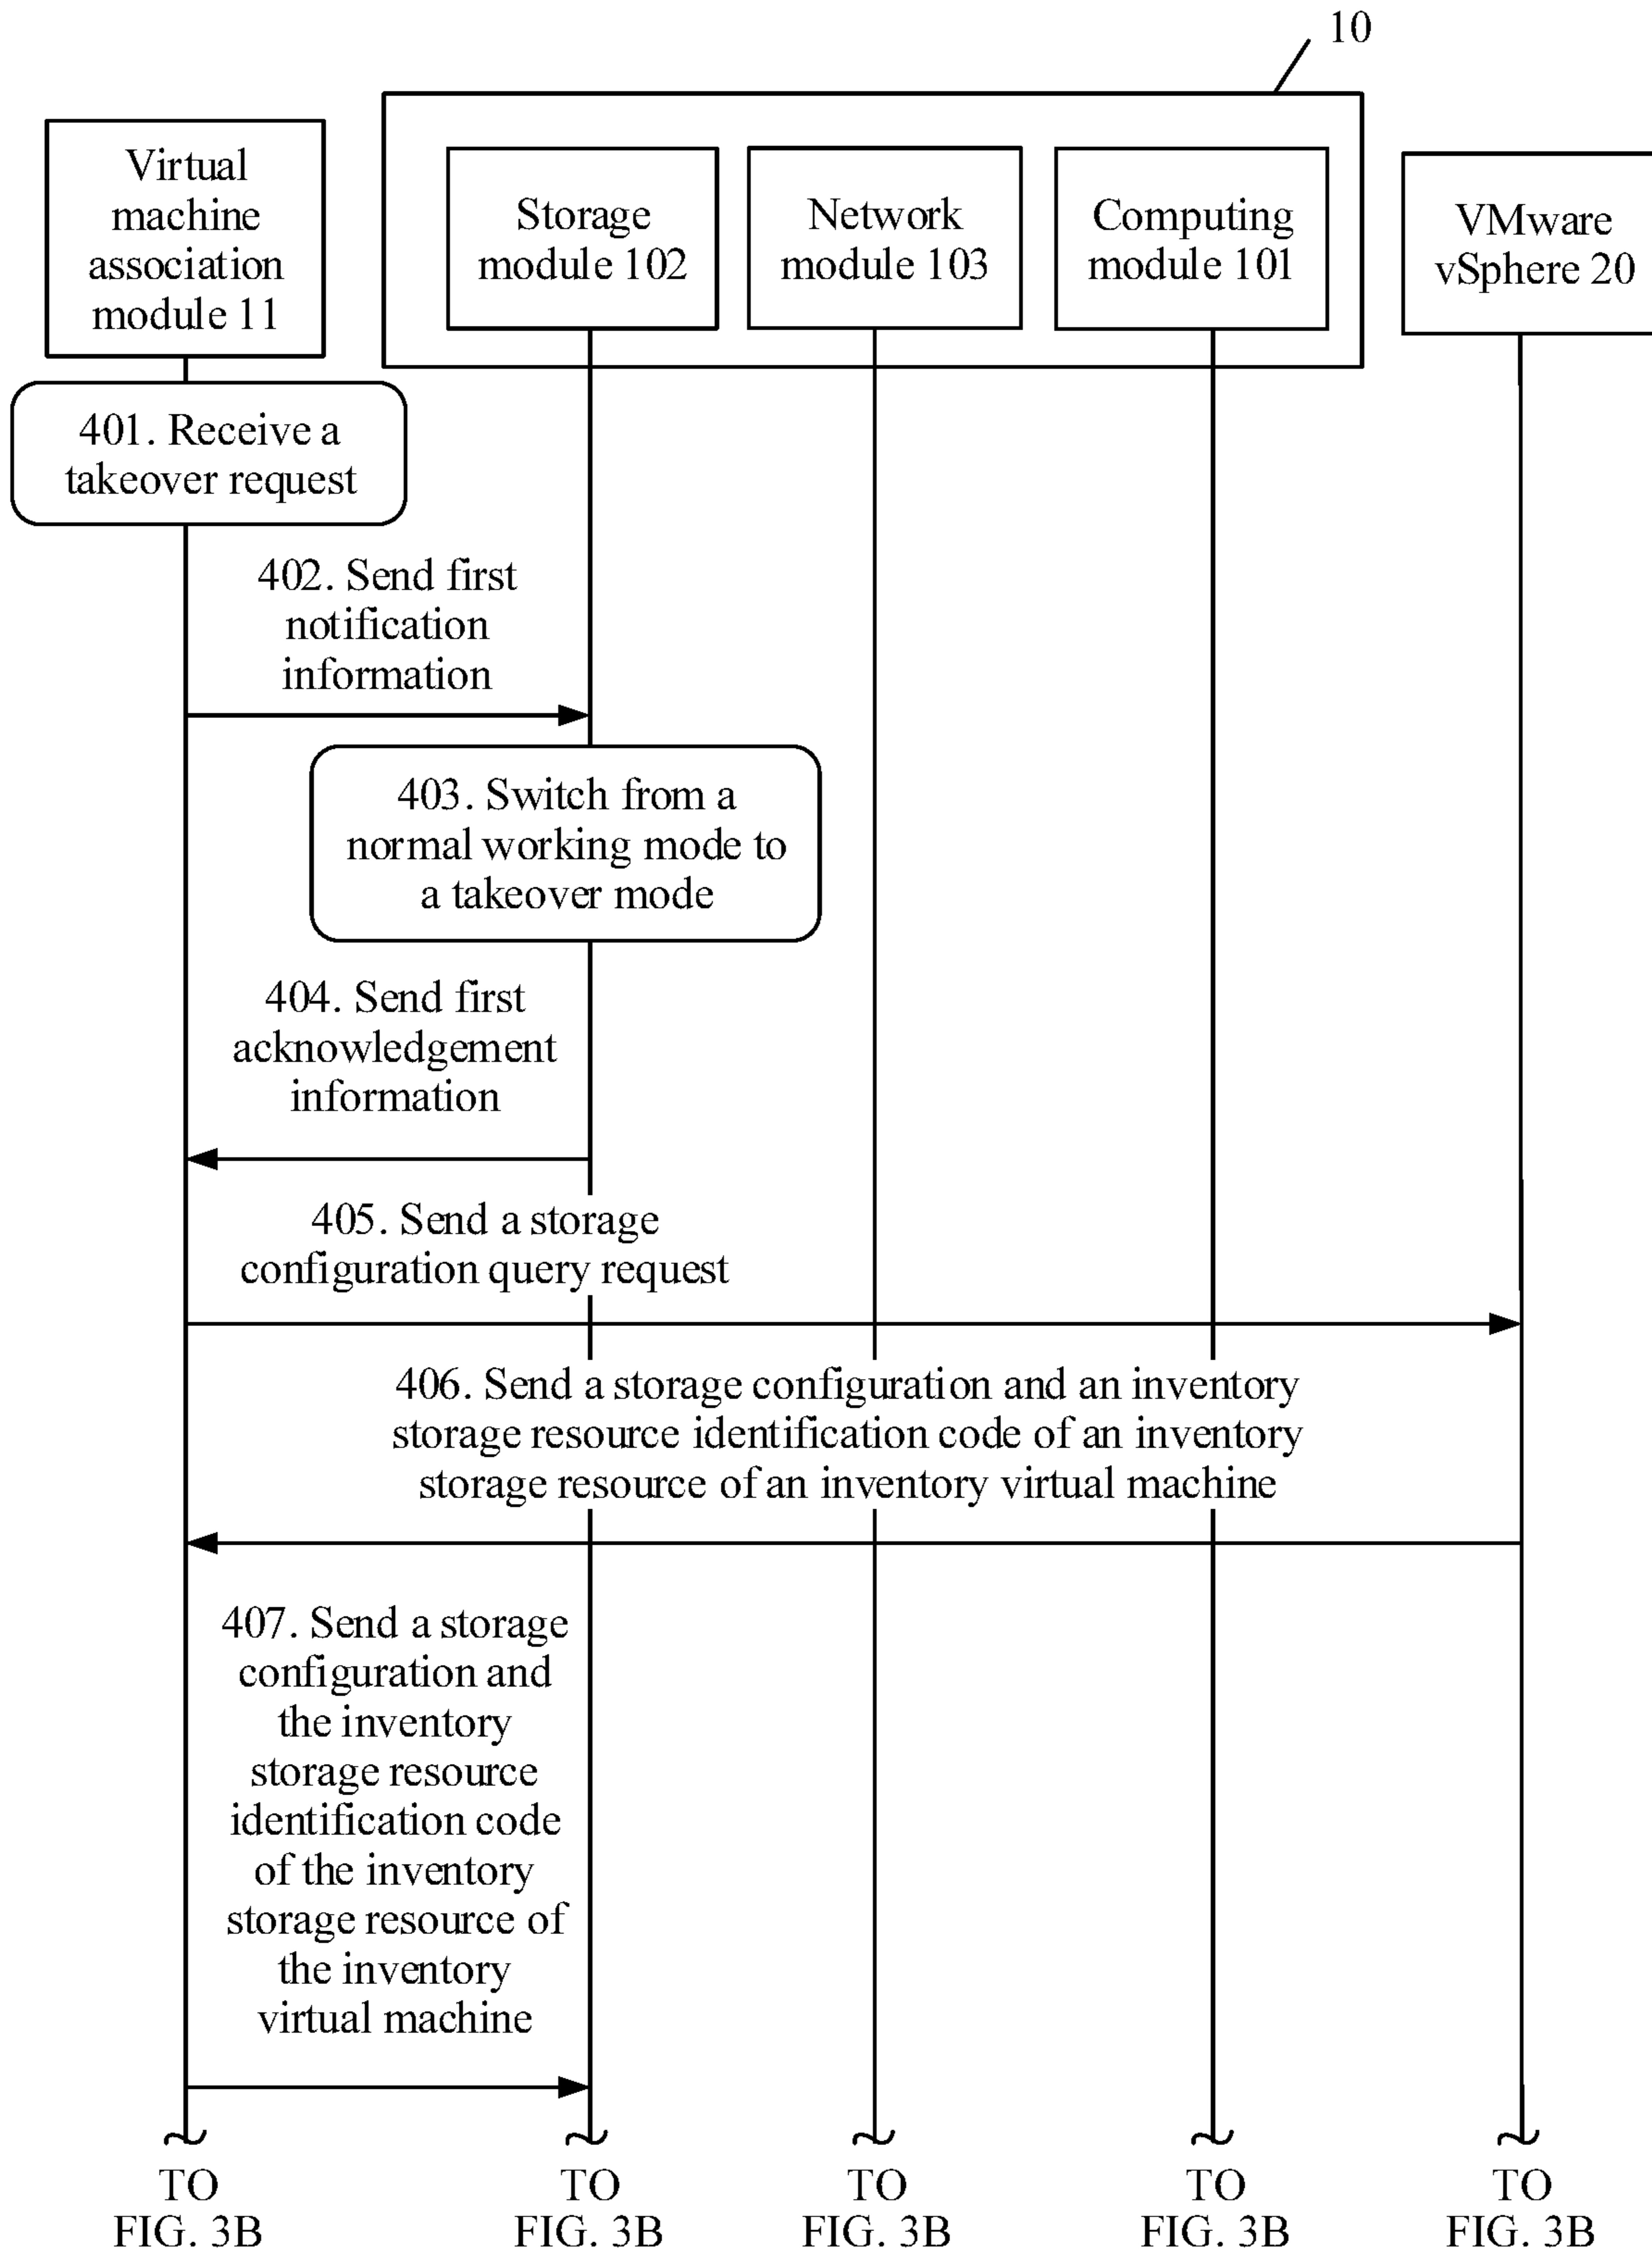 10
Virtual
machine
association
module 11
Storage
module 102
Network
module 103
Computing
module 101
VMware
vSphere 20
401. Receive a
takeover request
402. Send first
notification
information
403. Switch from a
normal working mode to
a takeover mode
404. Send first
acknowledgement
information
405. Send a storage
configuration query request
406. Send a storage configuration and an inventory
storage resource identification code of an inventory
storage resource of an inventory virtual machine
407. Send a storage
configuration and
the inventory
storage resource
identification code
of the inventory
storage resource of
the inventory
virtual machine
TO
FIG. 3B
TO
FIG. 3B
TO
FIG. 3B
TO
FIG. 3B
TO
FIG. 3B